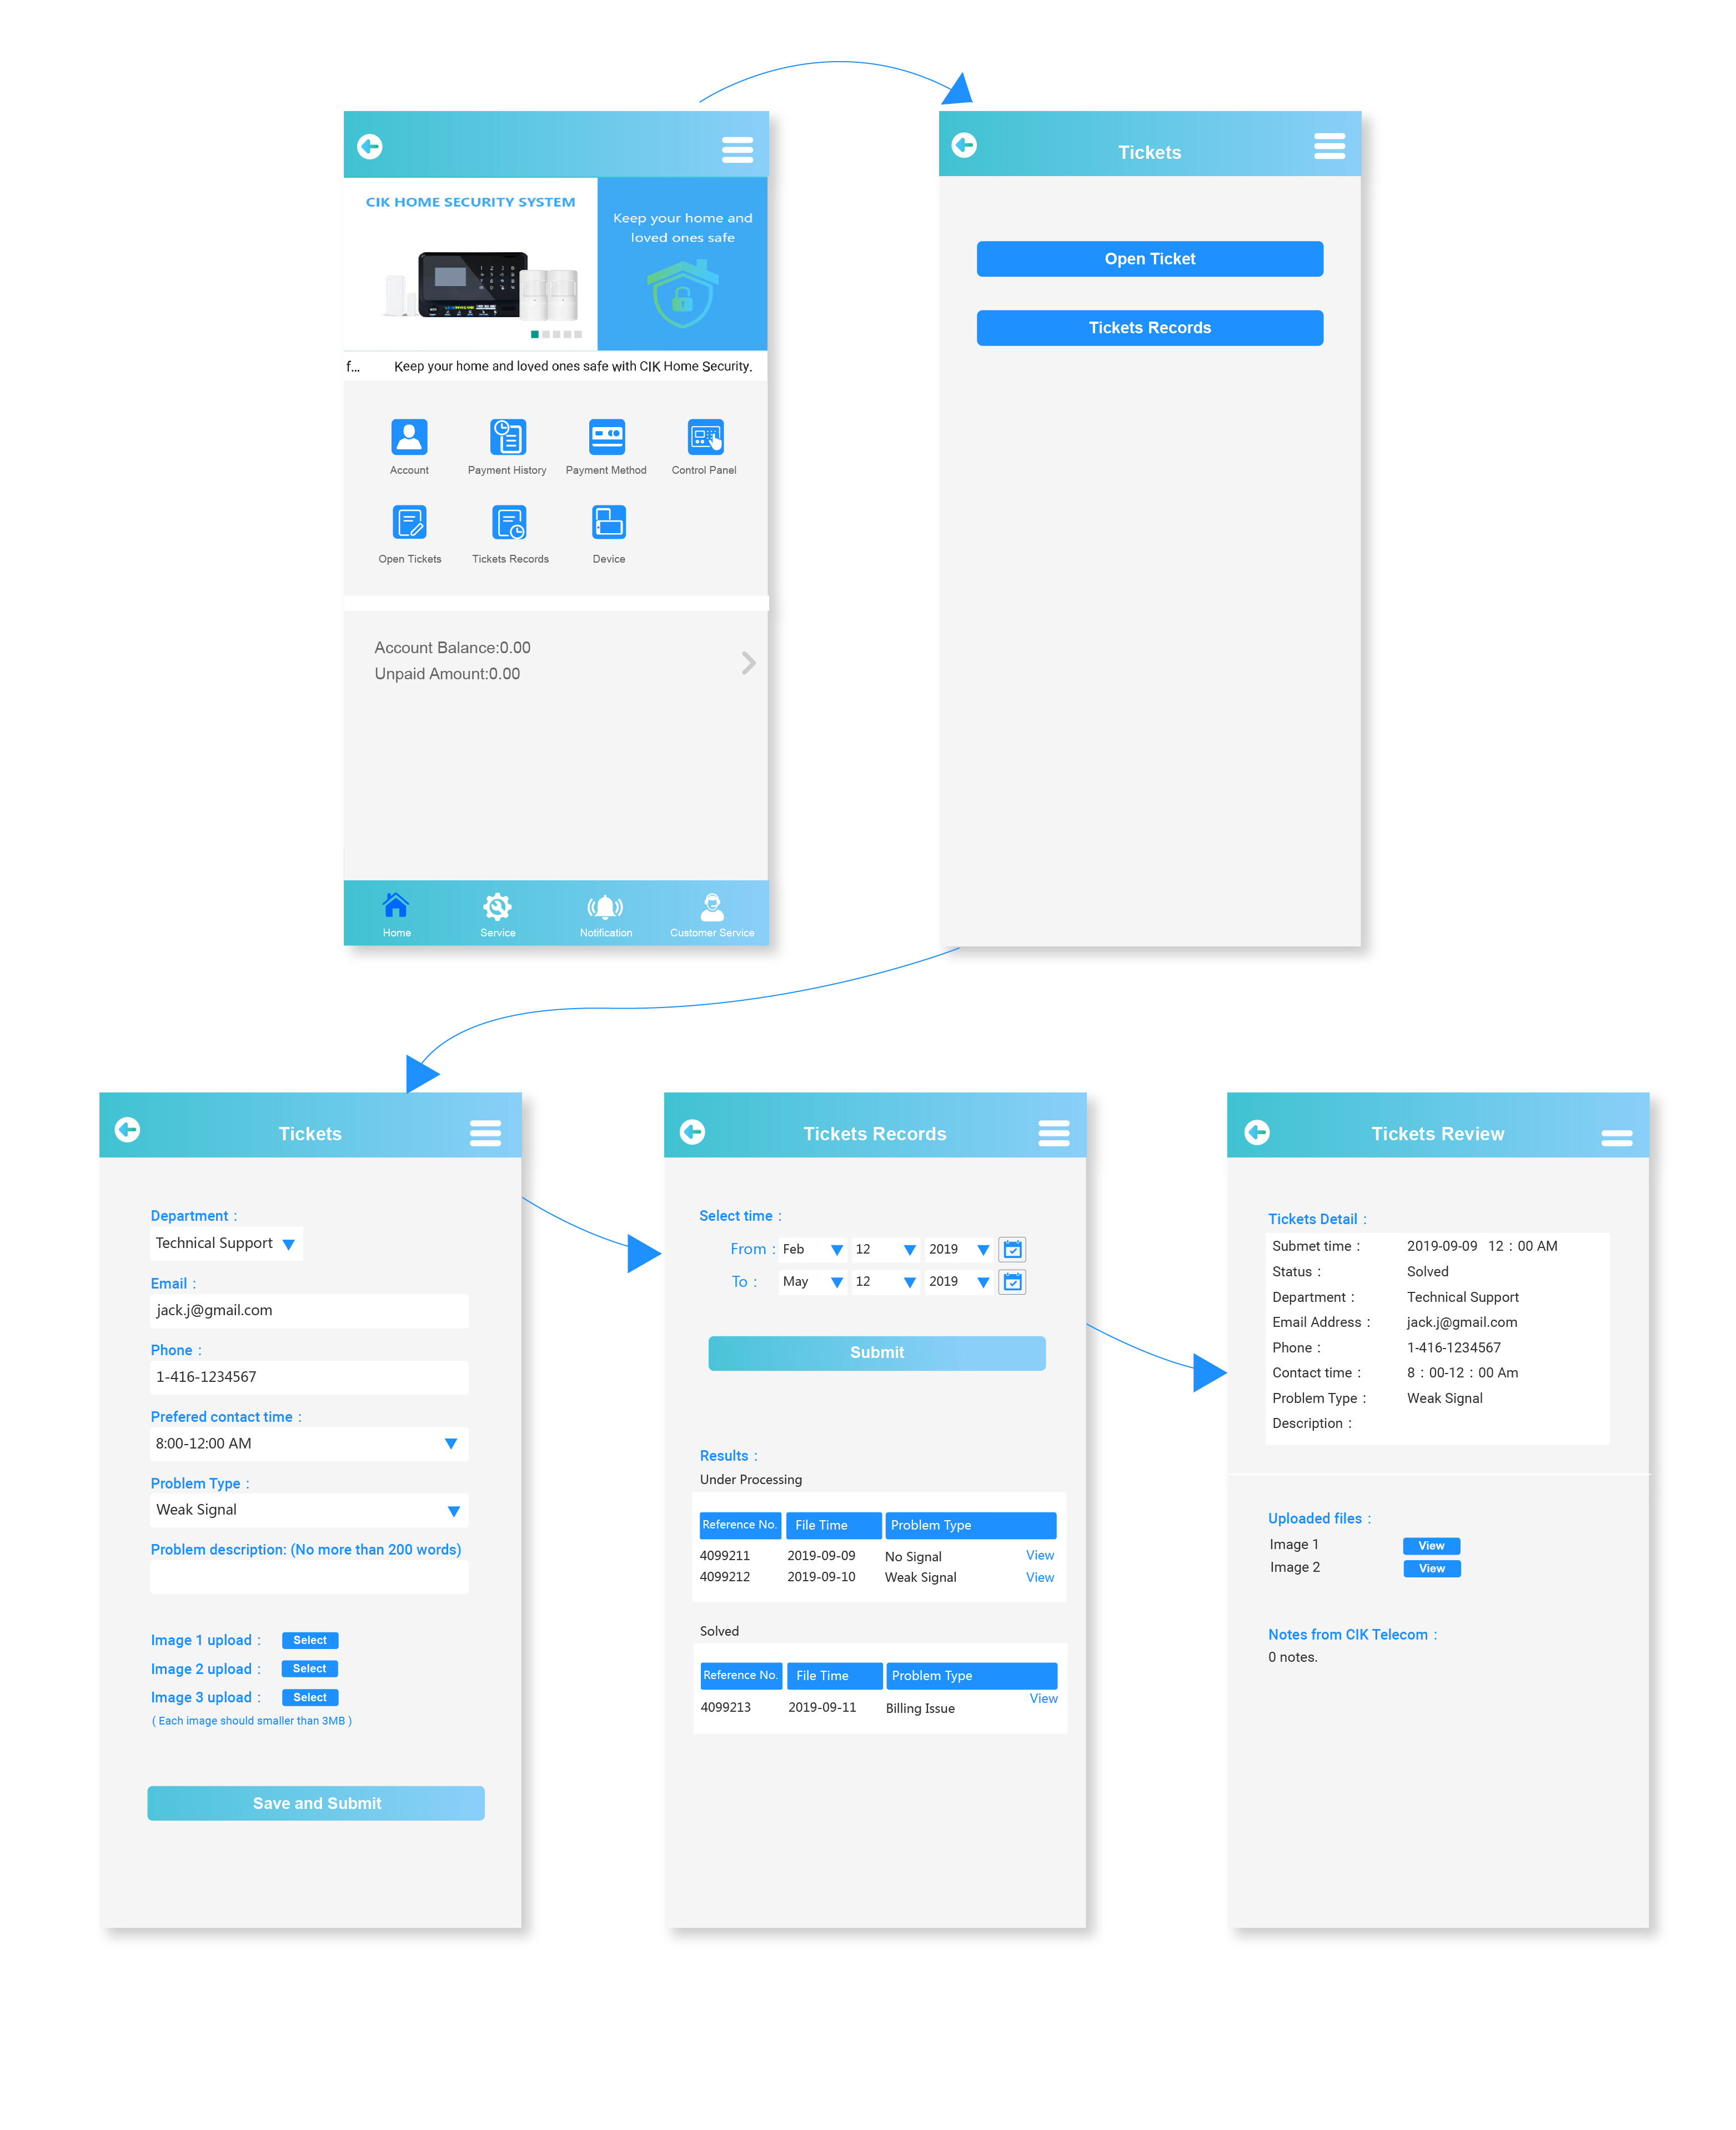 CIK HOME SECURITY SYSTEM
Keep your home and
loved ones safe
f... Keep your home and loved ones safe with CIK Home Security.
Account Payment History Payment Method Control Panel
Open Tickets Tickets Records Device
Account Balance:0.00
Unpaid Amount:0.00
Home Service Notification Customer Service
Tickets
Open Ticket
Tickets Records
Tickets
Department :
Technical Support
Email :
jack.j@gmail.com
Phone :
1-416-1234567
Prefered contact time :
8:00-12:00 AM
Problem Type :
Weak Signal
Problem description: (No more than 200 words)
Image 1 upload : Select
Image 2 upload : Select
Image 3 upload : Select
( Each image should smaller than 3MB )
Save and Submit
Tickets Records
Select time :
From : Feb 12 2019
To : May 12 2019
Submit
Results :
Under Processing
Reference No. File Time Problem Type
4099211 2019-09-09 No Signal View
4099212 2019-09-10 Weak Signal View
Solved
Reference No. File Time Problem Type
4099213 2019-09-11 Billing Issue View
Tickets Review
Tickets Detail :
Submet time : 2019-09-09 12 : 00 AM
Status : Solved
Department : Technical Support
Email Address : jack.j@gmail.com
Phone : 1-416-1234567
Contact time : 8 : 00-12 : 00 Am
Problem Type : Weak Signal
Description :
Uploaded files :
Image 1 View
Image 2 View
Notes from CIK Telecom :
0 notes.